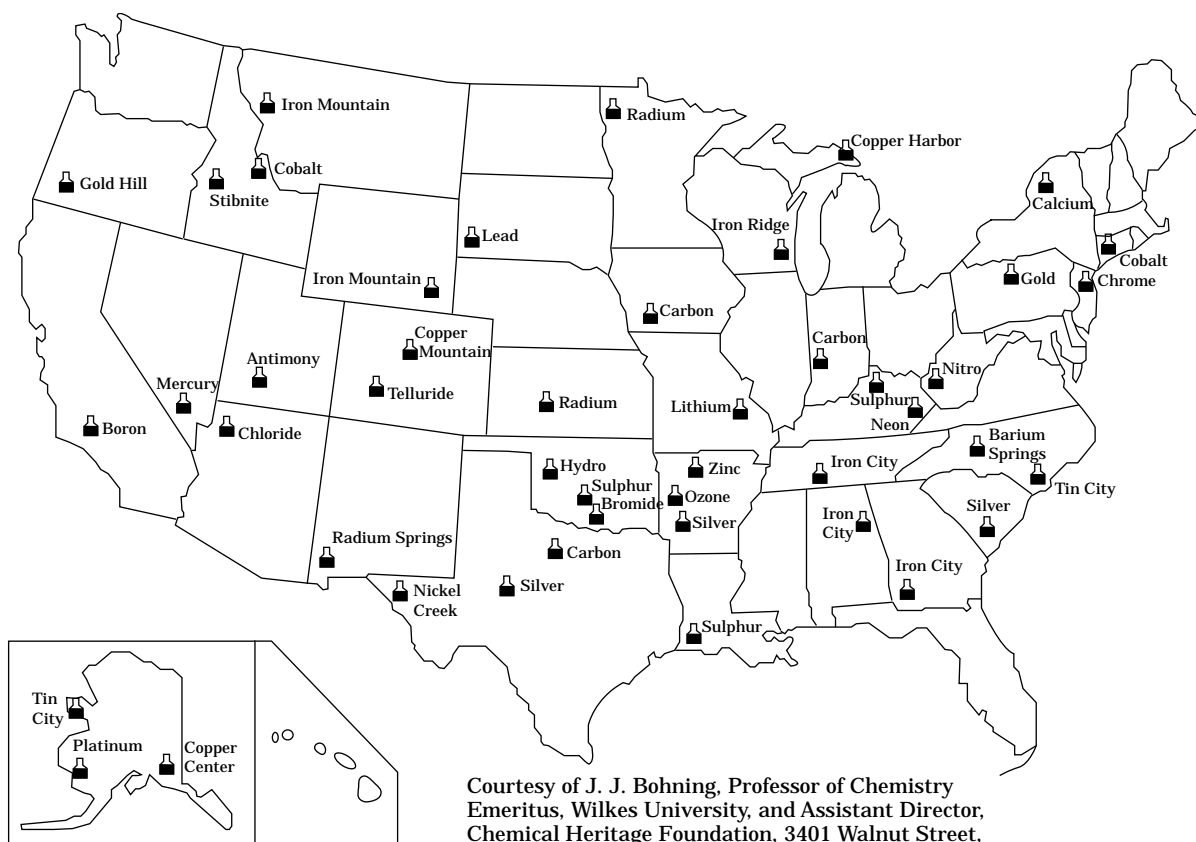 Iron Mountain
Radium
Copper Harbor
Cobalt
Gold Hill
Stibnite
Calcium
Lead
Iron Ridge
Cobalt
Iron Mountain
Gold
Chrome
Carbon
Copper
Mountain
Carbon
Antimony
Mercury
Telluride
Radium
Lithium
Nitro
Sulphur
Neon
Boron
Chloride
Barium
Springs
Hydro
Zinc
Iron City
Sulphur
Bromide
Ozone
Tin City
Silver
Silver
Iron
City
Radium Springs
Carbon
Iron City
Nickel
Creek
Silver
Sulphur
Tin
City
Platinum
Copper
Center
Courtesy of J. J. Bohning, Professor of Chemistry
Emeritus, Wilkes University, and Assistant Director,
Chemical Heritage Foundation, 3401 Walnut Street,